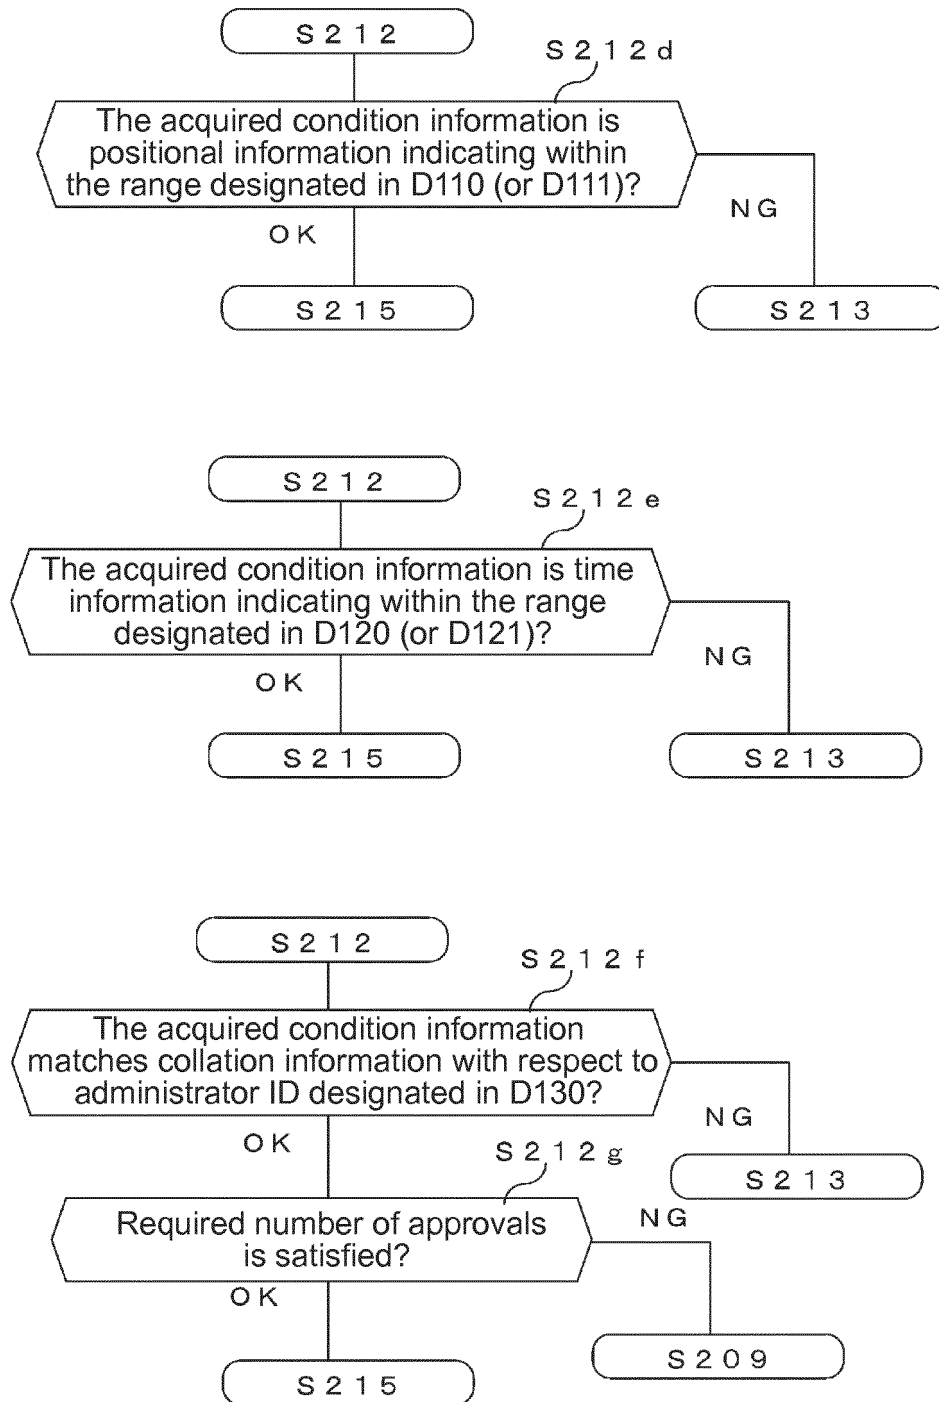 S212
S212d
The acquired condition information is
positional information indicating within
the range designated in D110 (or D111)?
OK
NG
S215
S213
S212
S212e
The acquired condition information is time
information indicating within the range
designated in D120 (or D121)?
OK
NG
S215
S213
S212
S212f
The acquired condition information
matches collation information with respect to
administrator ID designated in D130?
OK
NG
S213
S212g
Required number of approvals
is satisfied?
NG
OK
S209
S215